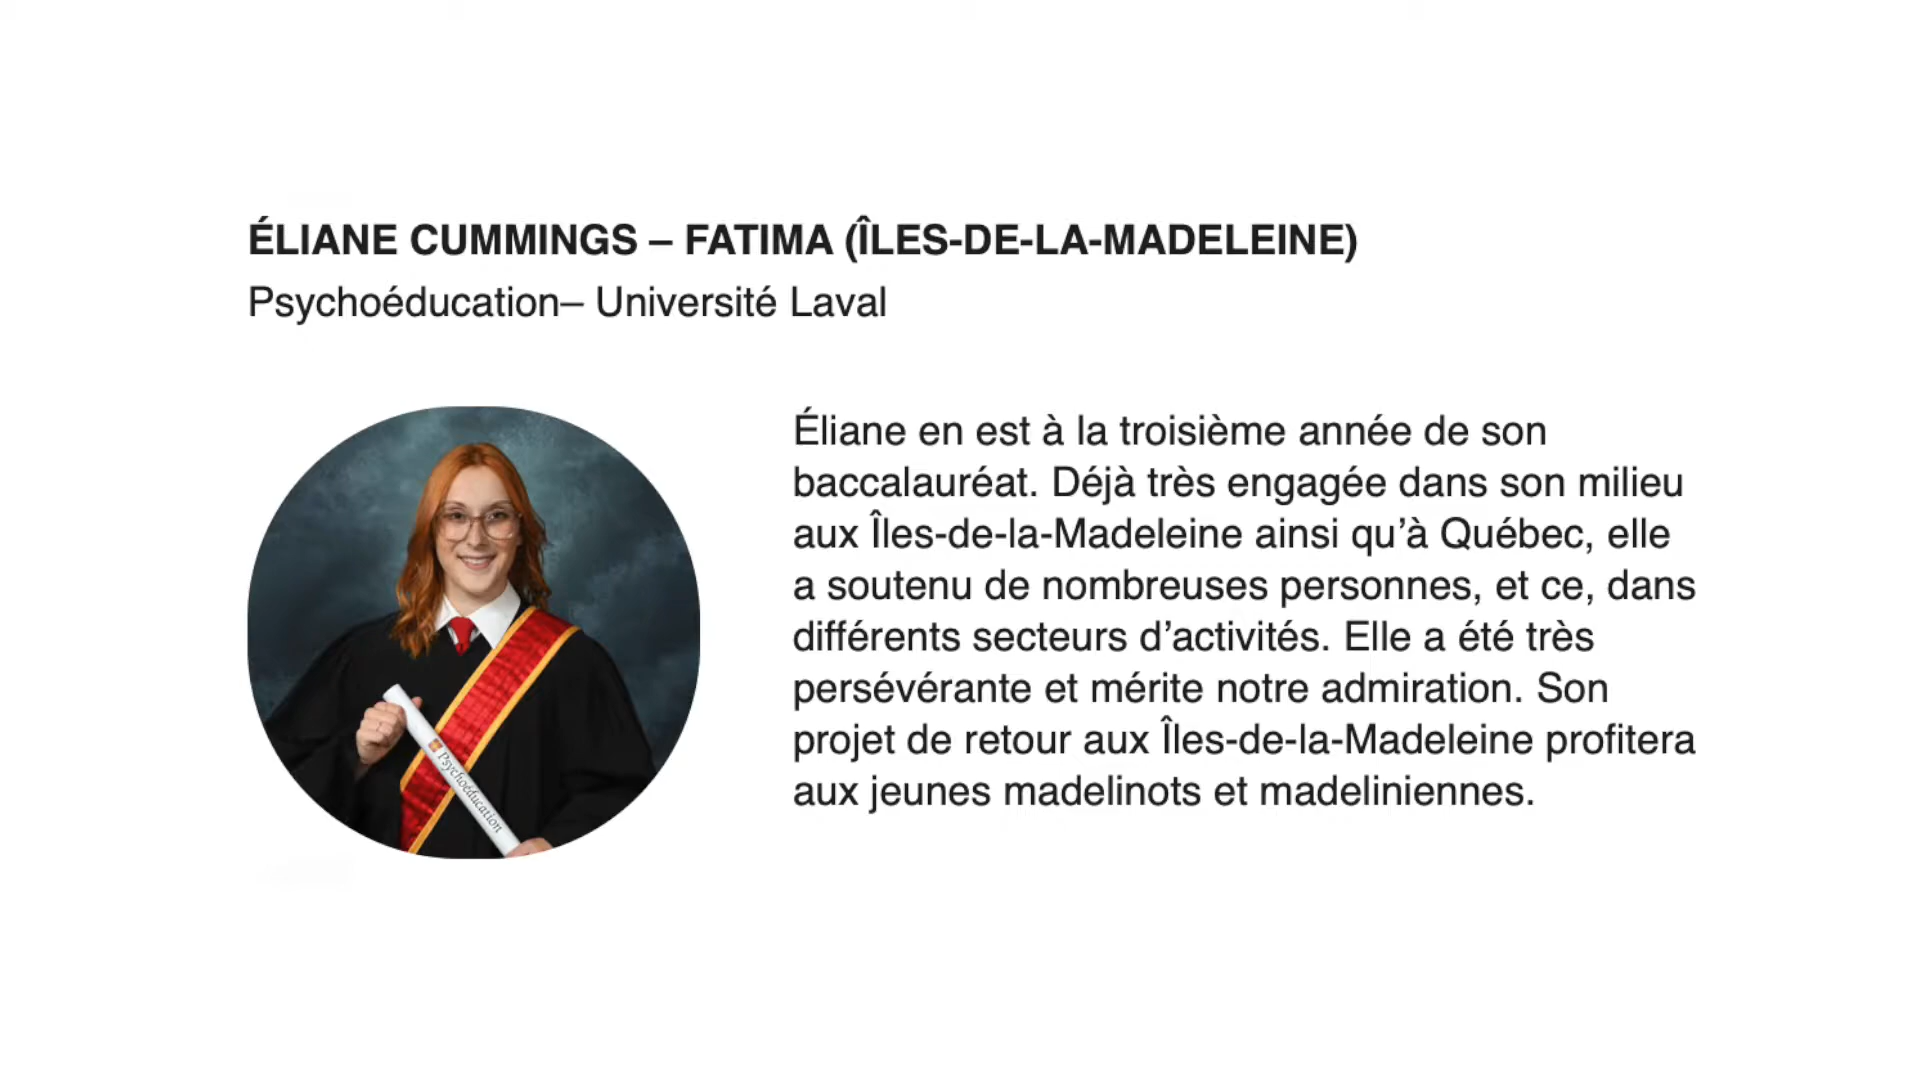 ÉLIANE CUMMINGS – FATIMA (ÎLES-DE-LA-MADELEINE)
Psychoéducation– Université Laval
Éliane en est à la troisième année de son
baccalauréat. Déjà très engagée dans son milieu
aux Îles-de-la-Madeleine ainsi qu’à Québec, elle
a soutenu de nombreuses personnes, et ce, dans
différents secteurs d’activités. Elle a été très
persévérante et mérite notre admiration. Son
projet de retour aux Îles-de-la-Madeleine profitera
aux jeunes madelinots et madeliniennes.
Psychoéducation